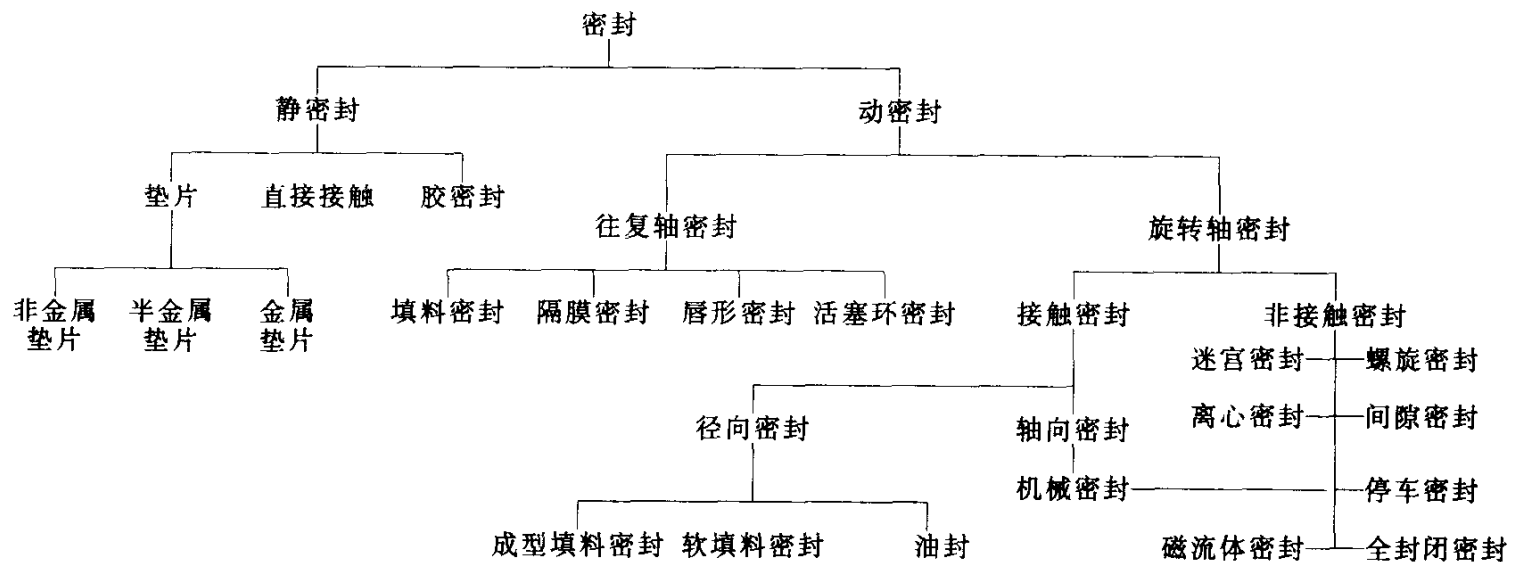 密封
静密封
动密封
垫片
直接接触
胶密封
往复轴密封
旋转轴密封
非金属
垫片
半金属
垫片
金属
垫片
填料密封
隔膜密封
唇形密封
活塞环密封
接触密封
非接触密封
迷宫密封
螺旋密封
离心密封
间隙密封
径向密封
轴向密封
机械密封
停车密封
成型填料密封
软填料密封
油封
磁流体密封
全封闭密封